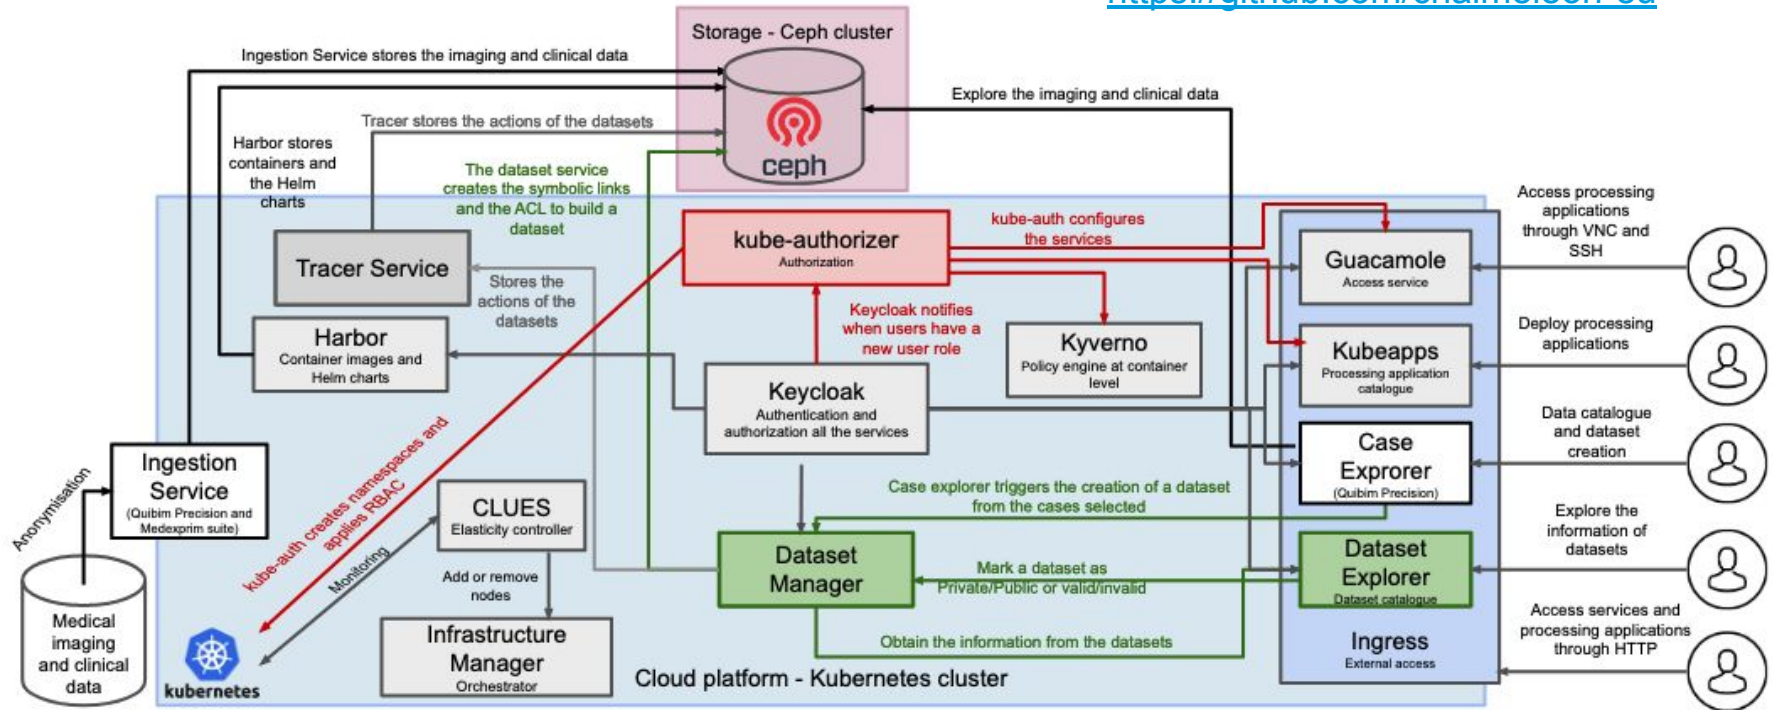 https://github.com/chaimeleon-eu
Storage - Ceph cluster
ceph
Ingestion Service stores the imaging and clinical data
Explore the imaging and clinical data
Tracer stores the actions of the datasets
Harbor stores
containers and
the Helm
charts
The dataset service
creates the symbolic links
and the ACL to build a
dataset
kube-authorizer
Authorization
kube-auth configures
the services
Tracer Service
Stores the
actions of the
datasets
Harbor
Container images and
Helm charts
Keycloak notifies
when users have a
new user role
Kyverno
Policy engine at container
level
Keycloak
Authentication and
authorization all the services
Guacamole
Access service
Kubeapps
Processing application
catalogue
Case
Exprorer
(Quibim Precision)
Dataset
Explorer
Dataset catalogue
Ingress
External access
Access processing
applications
through VNC and
SSH
Deploy processing
applications
Data catalogue
and dataset
creation
Explore the
information of
datasets
Access services and
processing applications
through HTTP
Anonymisation
Ingestion
Service
(Quibim Precision and
Medexprim suite)
Medical
imaging
and clinical
data
kube-auth creates namespaces and
applies RBAC
Monitoring
kubernetes
CLUES
Elasticity controller
Add or remove
nodes
Infrastructure
Manager
Orchestrator
Case explorer triggers the creation of a dataset
from the cases selected
Dataset
Manager
Mark a dataset as
Private/Public or valid/invalid
Obtain the information from the datasets
Cloud platform - Kubernetes cluster